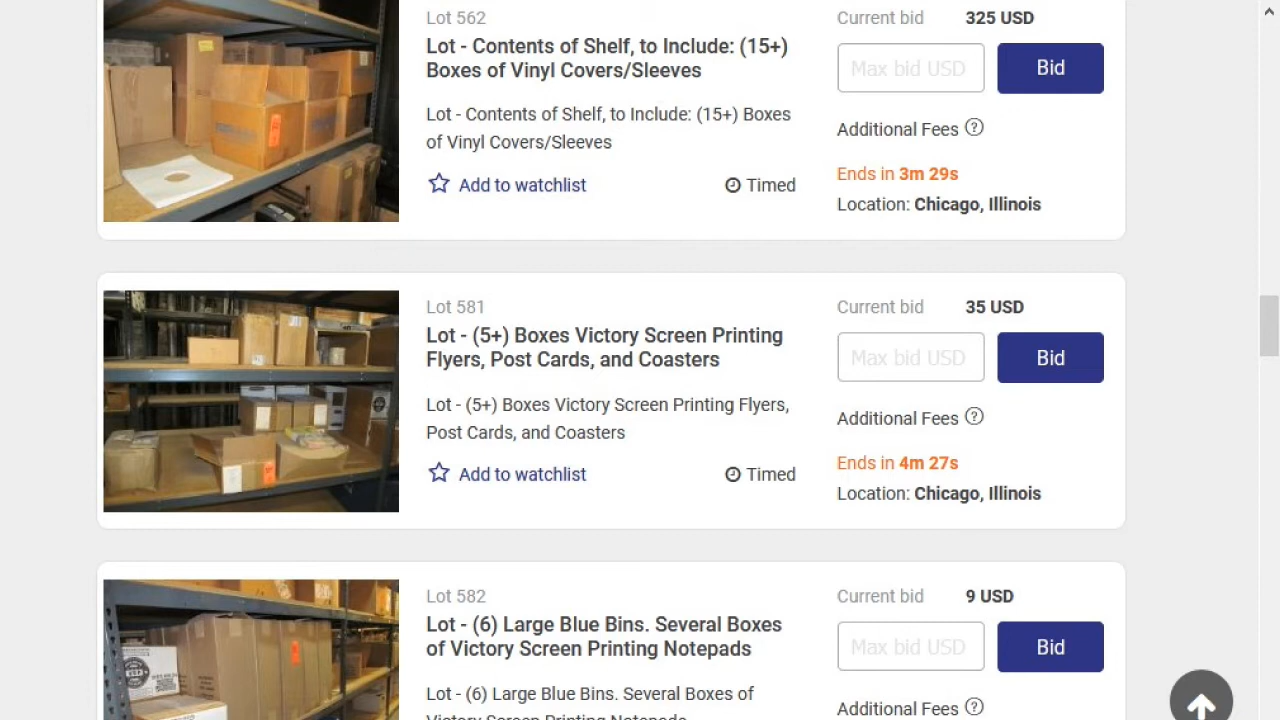 Lot 562
Lot - Contents of Shelf, to Include: (15+)
Boxes of Vinyl Covers/Sleeves
Lot - Contents of Shelf, to Include: (15+) Boxes
of Vinyl Covers/Sleeves
Add to watchlist
Timed
Current bid 325 USD
Max bid USD
Bid
Additional Fees ?
Ends in 3m 29s
Location: Chicago, Illinois
Lot 581
Lot - (5+) Boxes Victory Screen Printing
Flyers, Post Cards, and Coasters
Lot - (5+) Boxes Victory Screen Printing Flyers,
Post Cards, and Coasters
Add to watchlist
Timed
Current bid 35 USD
Max bid USD
Bid
Additional Fees ?
Ends in 4m 27s
Location: Chicago, Illinois
Lot 582
Lot - (6) Large Blue Bins. Several Boxes
of Victory Screen Printing Notepads
Lot - (6) Large Blue Bins. Several Boxes of
Victory Screen Printing Notepads
Current bid 9 USD
Max bid USD
Bid
Additional Fees ?